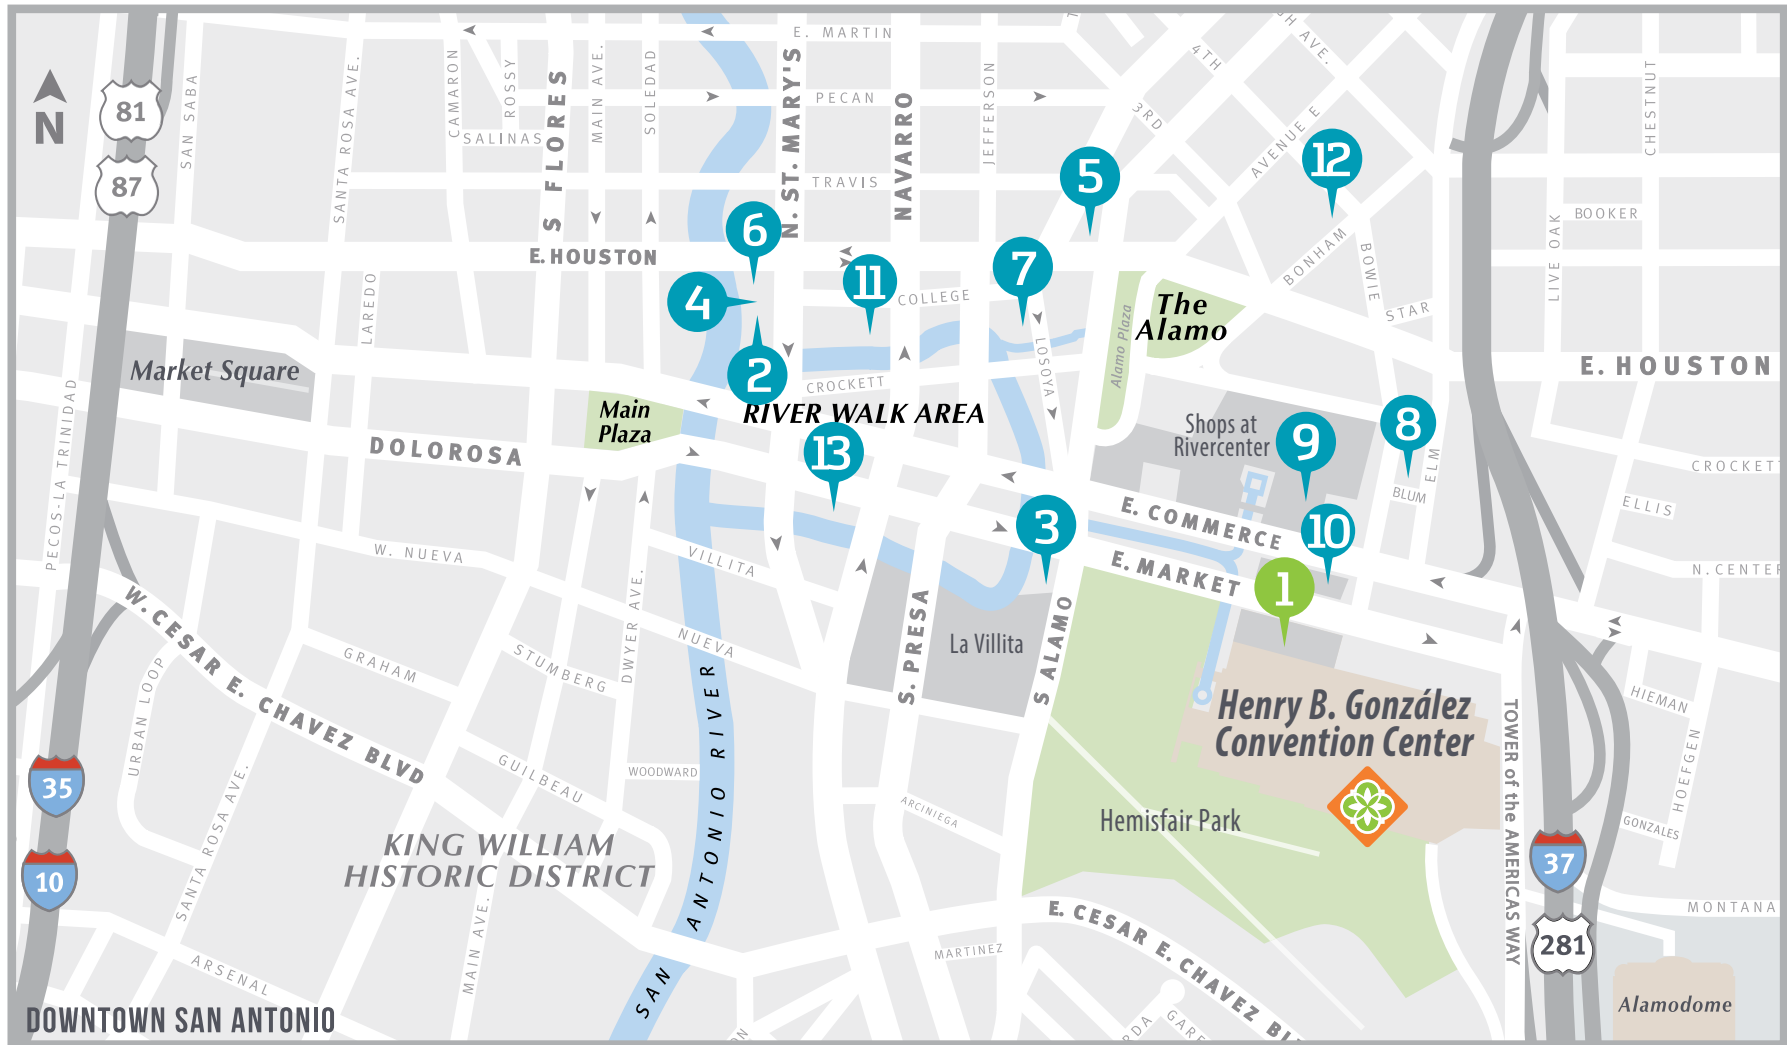 E. MARTIN
4TH
AVE.
81
N
SAN SABA
SANTA ROSA AVE.
CAMARON
ROSSY
S FLORES
MAIN AVE.
SOLEDAD
N. ST. MARY'S
PECAN
NAVARRO
JEFFERSON
3RD
AVENUE E
CHESTNUT
SALINAS
87
TRAVIS
5
12
BOOKER
6
E. HOUSTON
7
BONHAM
BOWIE
LIVE OAK
4
11
COLLEGE
The
Alamo
STAR
LAREDO
Alamo Plaza
LOSOYA
Market Square
2
CROCKETT
E. HOUSTON
Main
Plaza
RIVER WALK AREA
PECOS-LA TRINIDAD
DOLOROSA
13
Shops at
Rivercenter
9
8
ELM
CROCKETT
BLUM
ELLIS
E. COMMERCE
3
10
W. NUEVA
VILLITA
E. MARKET
1
N. CENTER
W. CESAR E. CHAVEZ BLVD
DWYER AVE.
NUEVA
S. PRESA
La Villita
S ALAMO
GRAHAM
STUMBERG
URBAN LOOP
SAN ANTONIO RIVER
HIEMAN
Henry B. González
Convention Center
TOWER of the AMERICAS WAY
HOEFGEN
35
GUILBEAU
WOODWARD
ARCINIEGA
Hemisfair Park
GONZALES
KING WILLIAM
HISTORIC DISTRICT
SANTA ROSA AVE.
10
37
MAIN AVE.
E. CESAR E. CHAVEZ BL
MONTANA
MARTINEZ
281
ARSENAL
Alamodome
DOWNTOWN SAN ANTONIO